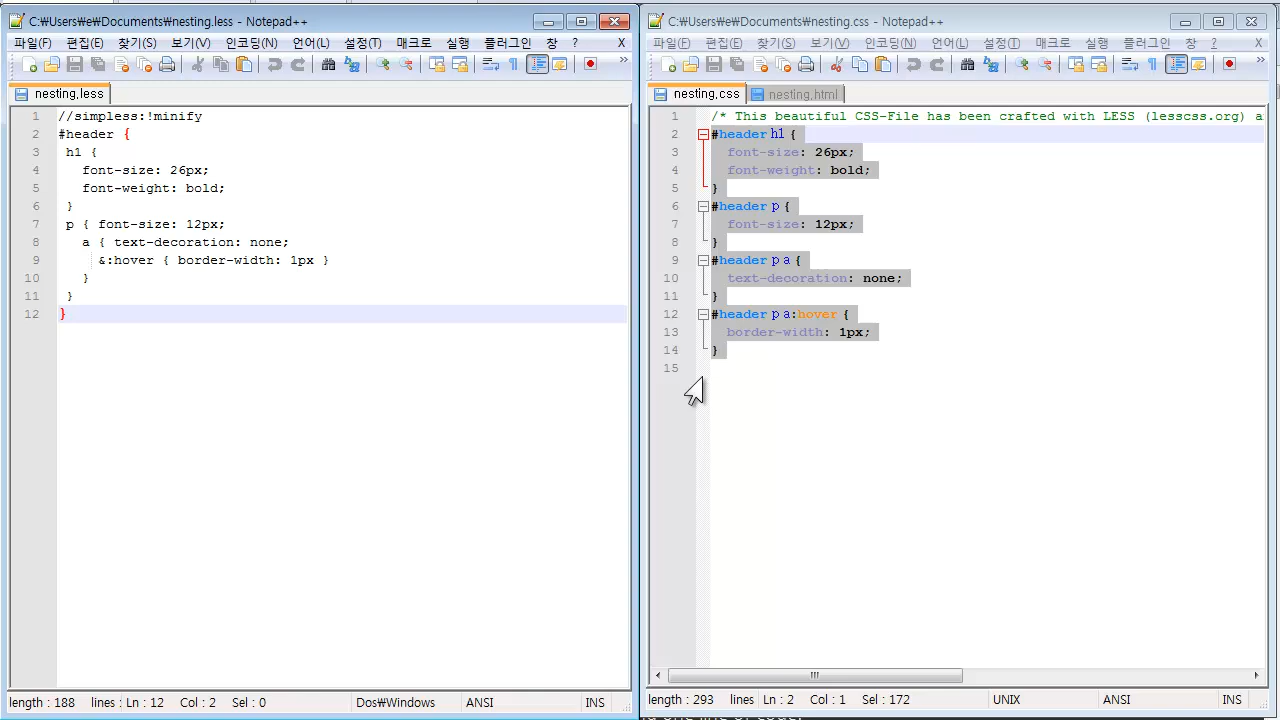 C:₩Users₩e₩Documents₩nesting.less - Notepad++
파일(F) 편집(E) 찾기(S) 보기(V) 인코딩(N) 언어(L) 설정(T) 매크로 실행 플러그인 창 ? X
nesting.less
1 //simpless:!minify
2 #header {
3 h1 {
4 font-size: 26px;
5 font-weight: bold;
6 }
7 p { font-size: 12px;
8 a { text-decoration: none;
9 &:hover { border-width: 1px }
10 }
11 }
12 }
length : 188 lines : Ln : 12 Col : 2 Sel : 0 Dos₩Windows ANSI INS
C:₩Users₩e₩Documents₩nesting.css - Notepad++
파일(F) 편집(E) 찾기(S) 보기(V) 인코딩(N) 언어(L) 설정(T) 매크로 실행 플러그인 창 ? X
nesting.css nesting.html
1 /* This beautiful CSS-File has been crafted with LESS (lesscss.org) a
2 #header h1 {
3 font-size: 26px;
4 font-weight: bold;
5 }
6 #header p {
7 font-size: 12px;
8 }
9 #header p a {
10 text-decoration: none;
11 }
12 #header p a:hover {
13 border-width: 1px;
14 }
15
length : 293 lines Ln : 2 Col : 1 Sel : 172 UNIX ANSI INS